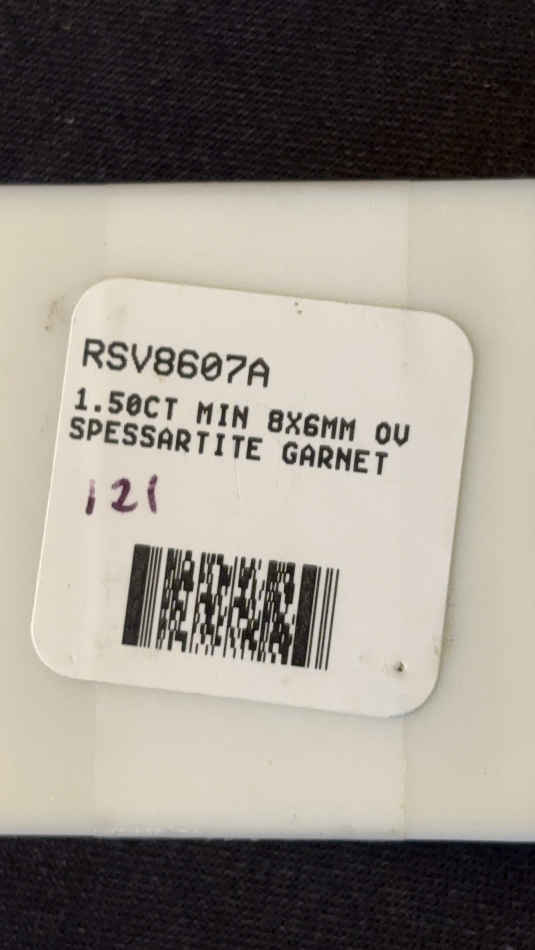 RSV8607A
1.50CT MIN 8X6MM OV
SPESSARTITE GARNET
121